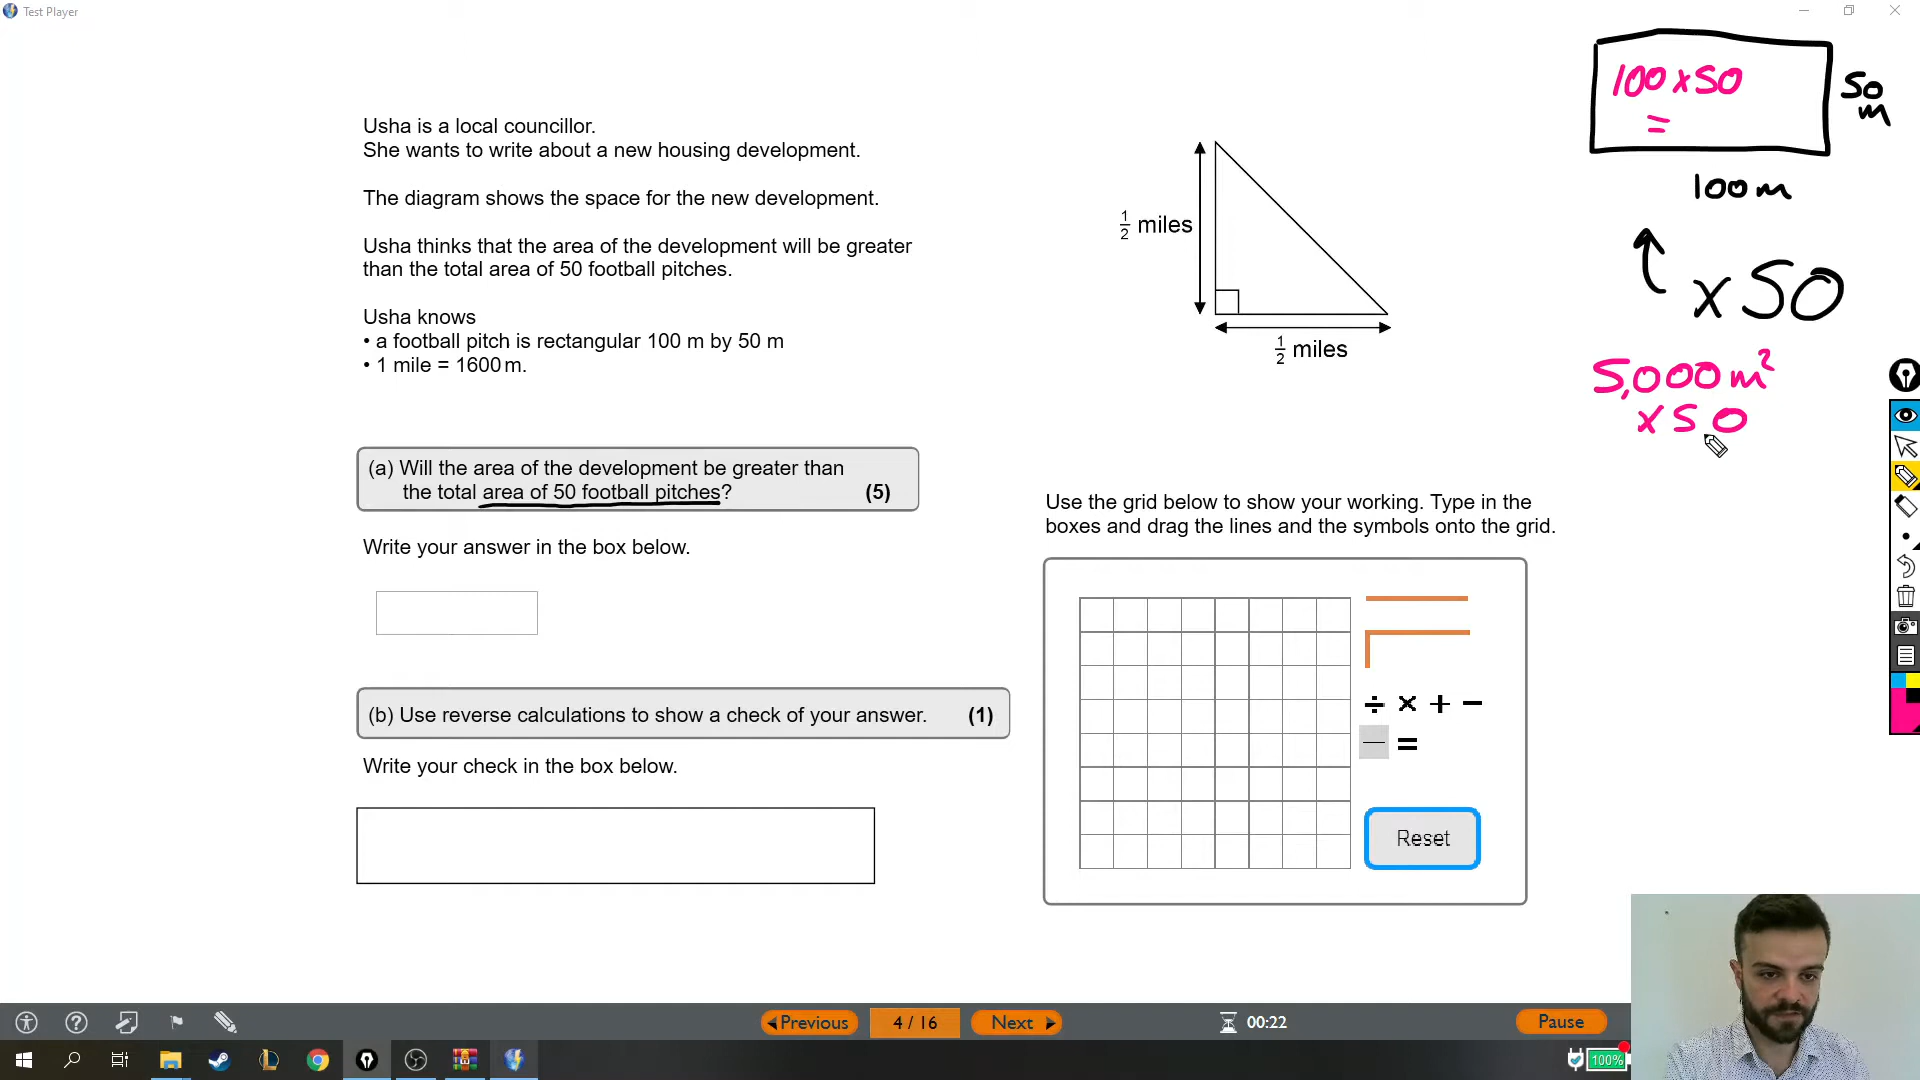 Test Player
Usha is a local councillor.
She wants to write about a new housing development.
The diagram shows the space for the new development.
Usha thinks that the area of the development will be greater
than the total area of 50 football pitches.
Usha knows
• a football pitch is rectangular 100 m by 50 m
• 1 mile = 1600 m.
1/2 miles
1/2 miles
100x50
=
50
m
100m
x50
5,000m²
x50
(a) Will the area of the development be greater than
the total area of 50 football pitches? (5)
Write your answer in the box below.
(b) Use reverse calculations to show a check of your answer. (1)
Write your check in the box below.
Use the grid below to show your working. Type in the
boxes and drag the lines and the symbols onto the grid.
÷ × + −
=
Reset
Previous 4 / 16 Next 00:22 Pause
100%